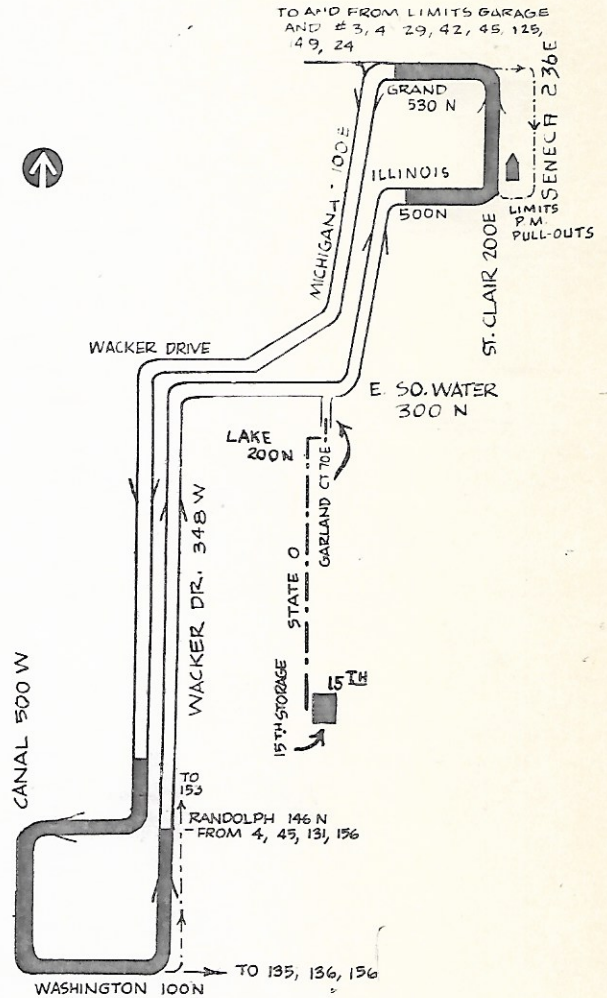 TO AND FROM LIMITS GARAGE
AND #3, 4 29, 42, 45, 125,
49, 24
GRAND
530 N
SENECA 236E
MICHIGAN - 100E
ILLINOIS
500N
LIMITS
P.M.
PULL-OUTS
ST. CLAIR 200E
WACKER DRIVE
E. SO. WATER
300 N
LAKE
200N
GARLAND CT 70E
WACKER DR. 348 W
STATE 0
15TH
15TH STORAGE
CANAL 500 W
TO
153
RANDOLPH 146 N
FROM 4, 45, 131, 156
TO 135, 136, 156
WASHINGTON 100N